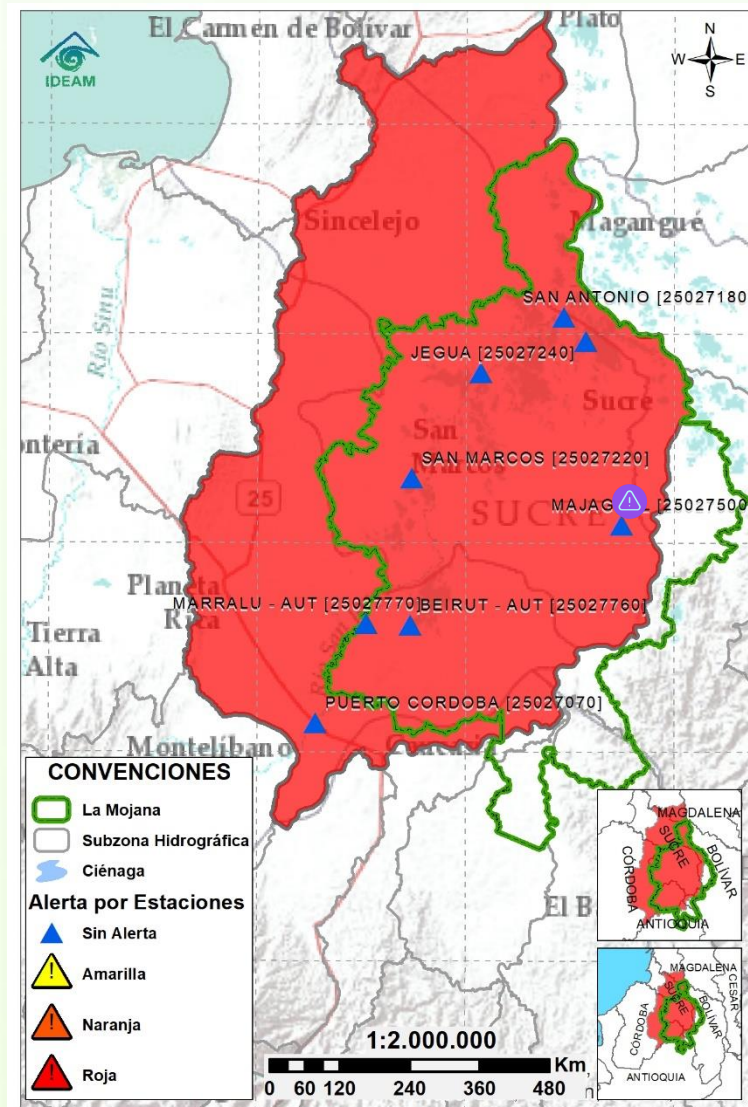 El Carmen de Bolívar
Plato
IDEAM
N
W
E
S
Sincelejo
Magangué
SAN ANTONIO [25027180
Río Sinú
JEGUA [25027240]
Sucre
ontería
San
Marcos
SAN MARCOS [25027220]
25
MAJAG L [25027500
SUCRE
Planeta
Rica
MARRALU - AUT [25027770]
BEIRUT - AUT [25027760]
Tierra
Alta
Río San
PUERTO CORDOBA [25027070]
Montelíbano
CONVENCIONES
La Mojana
Subzona Hidrográfica
Ciénaga
Alerta por Estaciones
Sin Alerta
Amarilla
Naranja
Roja
El B
1:2.000.000
Km
0 60 120 240 360 480
MAGDALENA
SUCRE
BOLÍVAR
CÓRDOBA
ANTIOQUIA
MAGDALENA
CESAR
SUCRE
BOLÍVAR
CÓRDOBA
ANTIOQUIA